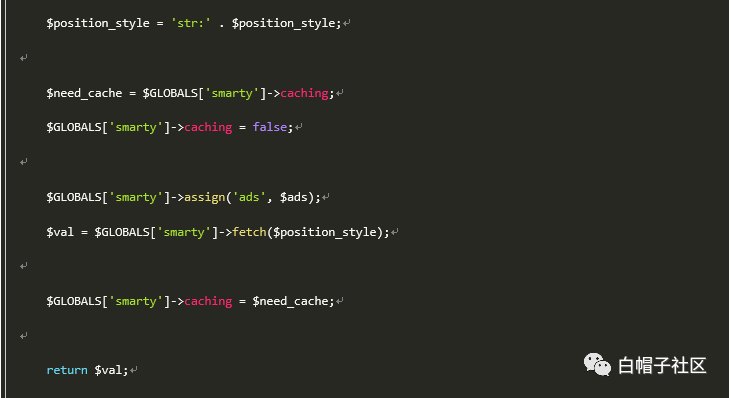 $position_style = 'str:' . $position_style;↵
↵
$need_cache = $GLOBALS['smarty']->caching;↵
$GLOBALS['smarty']->caching = false;↵
↵
$GLOBALS['smarty']->assign('ads', $ads);↵
$val = $GLOBALS['smarty']->fetch($position_style);↵
↵
$GLOBALS['smarty']->caching = $need_cache;↵
↵
return $val;↵
白帽子社区